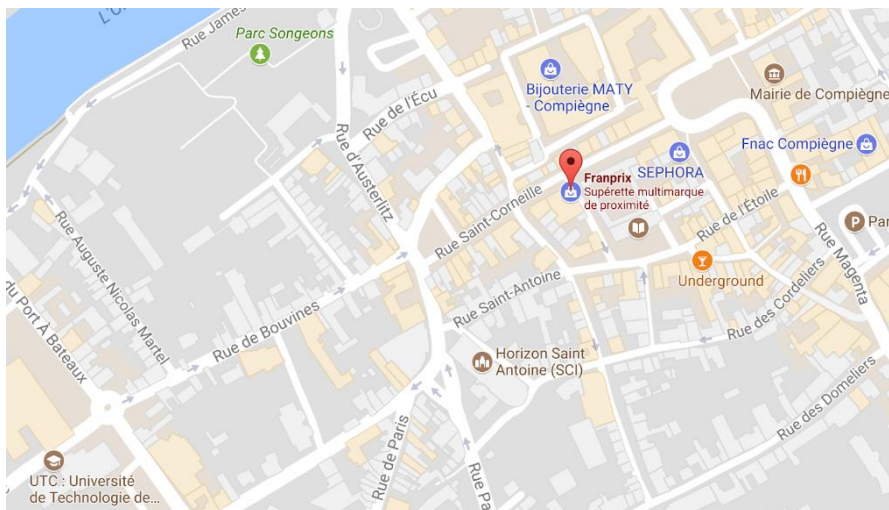 L'O
Rue James
Parc Songeons
Rue de l'Écu
Rue d'Austerlitz
Bijouterie MATY
- Compiègne
Mairie de Compiègne
Fnac Compiègne
SEPHORA
Franprix
Supérette multimarque
de proximité
Rue Saint-Corneille
Rue de l'Étoile
P
Par
Rue Magenta
Underground
Rue Saint-Antoine
Rue des Cordeliers
Rue Auguste Nicolas Martel
du Port À Bateaux
Rue de Bouvines
Horizon Saint
Antoine (SCI)
Rue des Domeliers
Rue de Paris
Rue Pa
UTC : Université
de Technologie de...